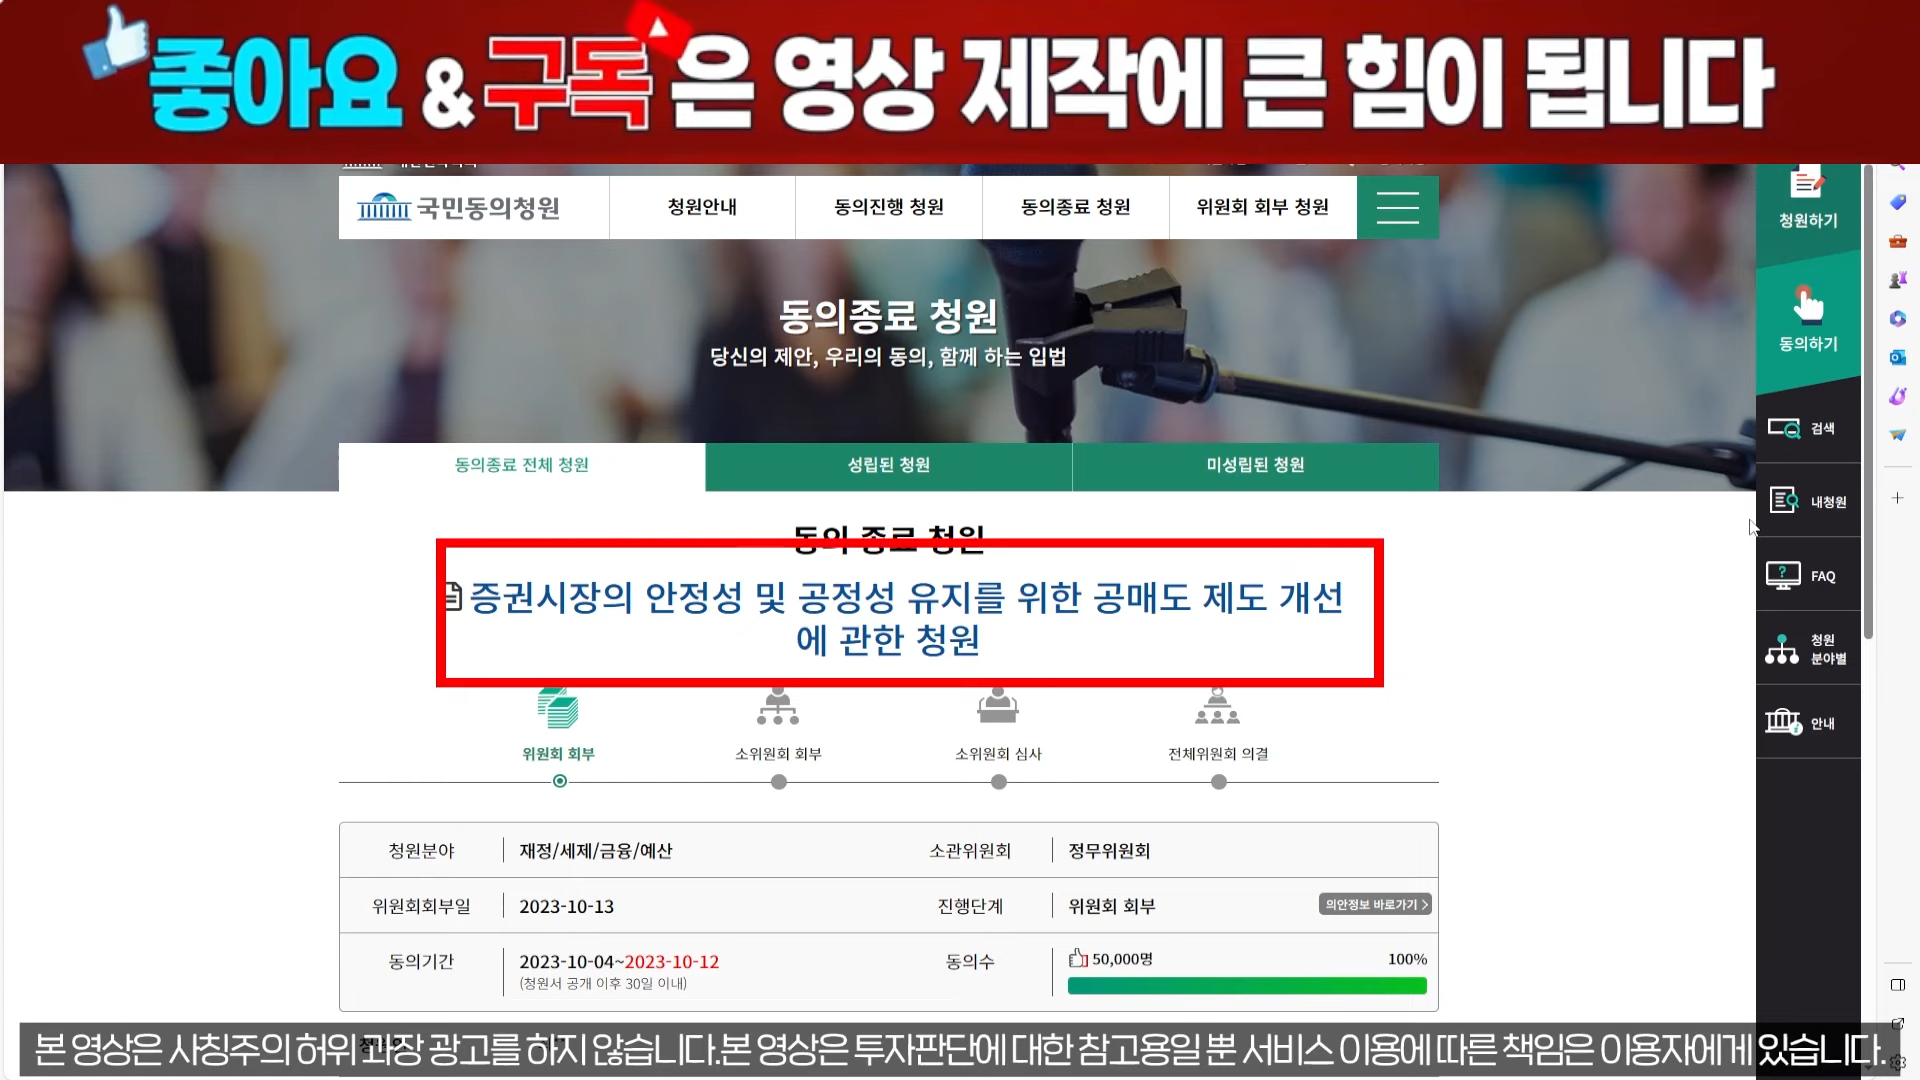 좋아요 & 구독은 영상 제작에 큰 힘이 됩니다
국민동의청원
청원안내
동의진행 청원
동의종료 청원
위원회 회부 청원
청원하기
동의하기
검색
내청원
FAQ
청원
분야별
안내
동의종료 청원
당신의 제안, 우리의 동의, 함께 하는 입법
동의종료 전체 청원
성립된 청원
미성립된 청원
동의 종료 청원
증권시장의 안정성 및 공정성 유지를 위한 공매도 제도 개선
에 관한 청원
위원회 회부
소위원회 회부
소위원회 심사
전체위원회 의결
청원분야 재정/세제/금융/예산 소관위원회 정무위원회
위원회회부일 2023-10-13 진행단계 위원회 회부 의안정보 바로가기
동의기간 2023-10-04~2023-10-12 동의수 50,000명 100%
(청원서 공개 이후 30일 이내)
본 영상은 사칭주의 허위 과장 광고를 하지 않습니다.본 영상은 투자판단에 대한 참고용일 뿐 서비스 이용에 따른 책임은 이용자에게 있습니다.